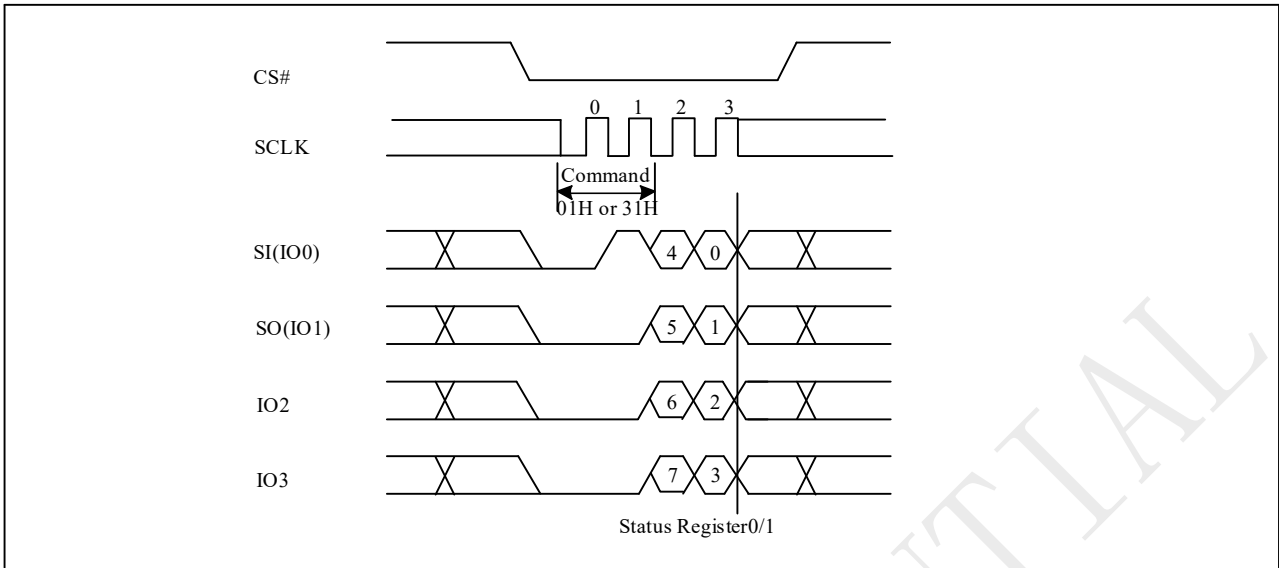 CS#
0 1 2 3
SCLK
Command
01H or 31H
SI(IO0) 4 0
SO(IO1) 5 1
IO2 6 2
IO3 7 3
Status Register0/1